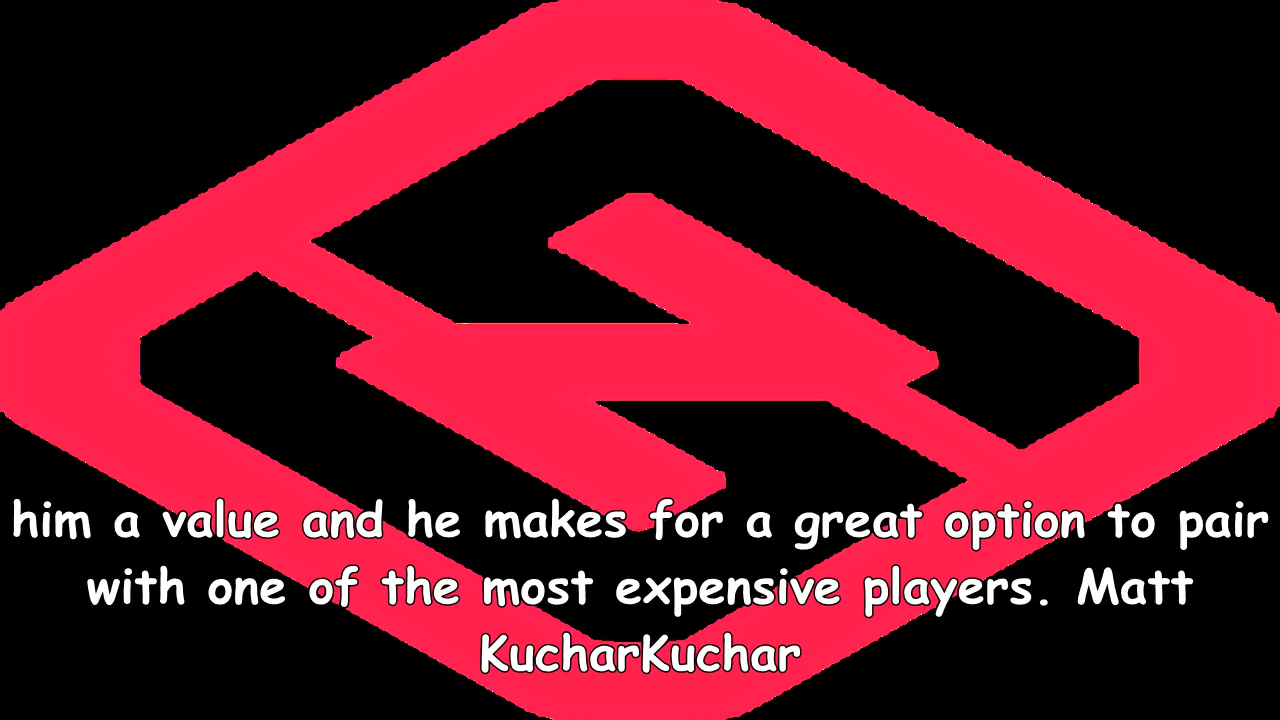 him a value and he makes for a great option to pair
with one of the most expensive players. Matt
KucharKuchar